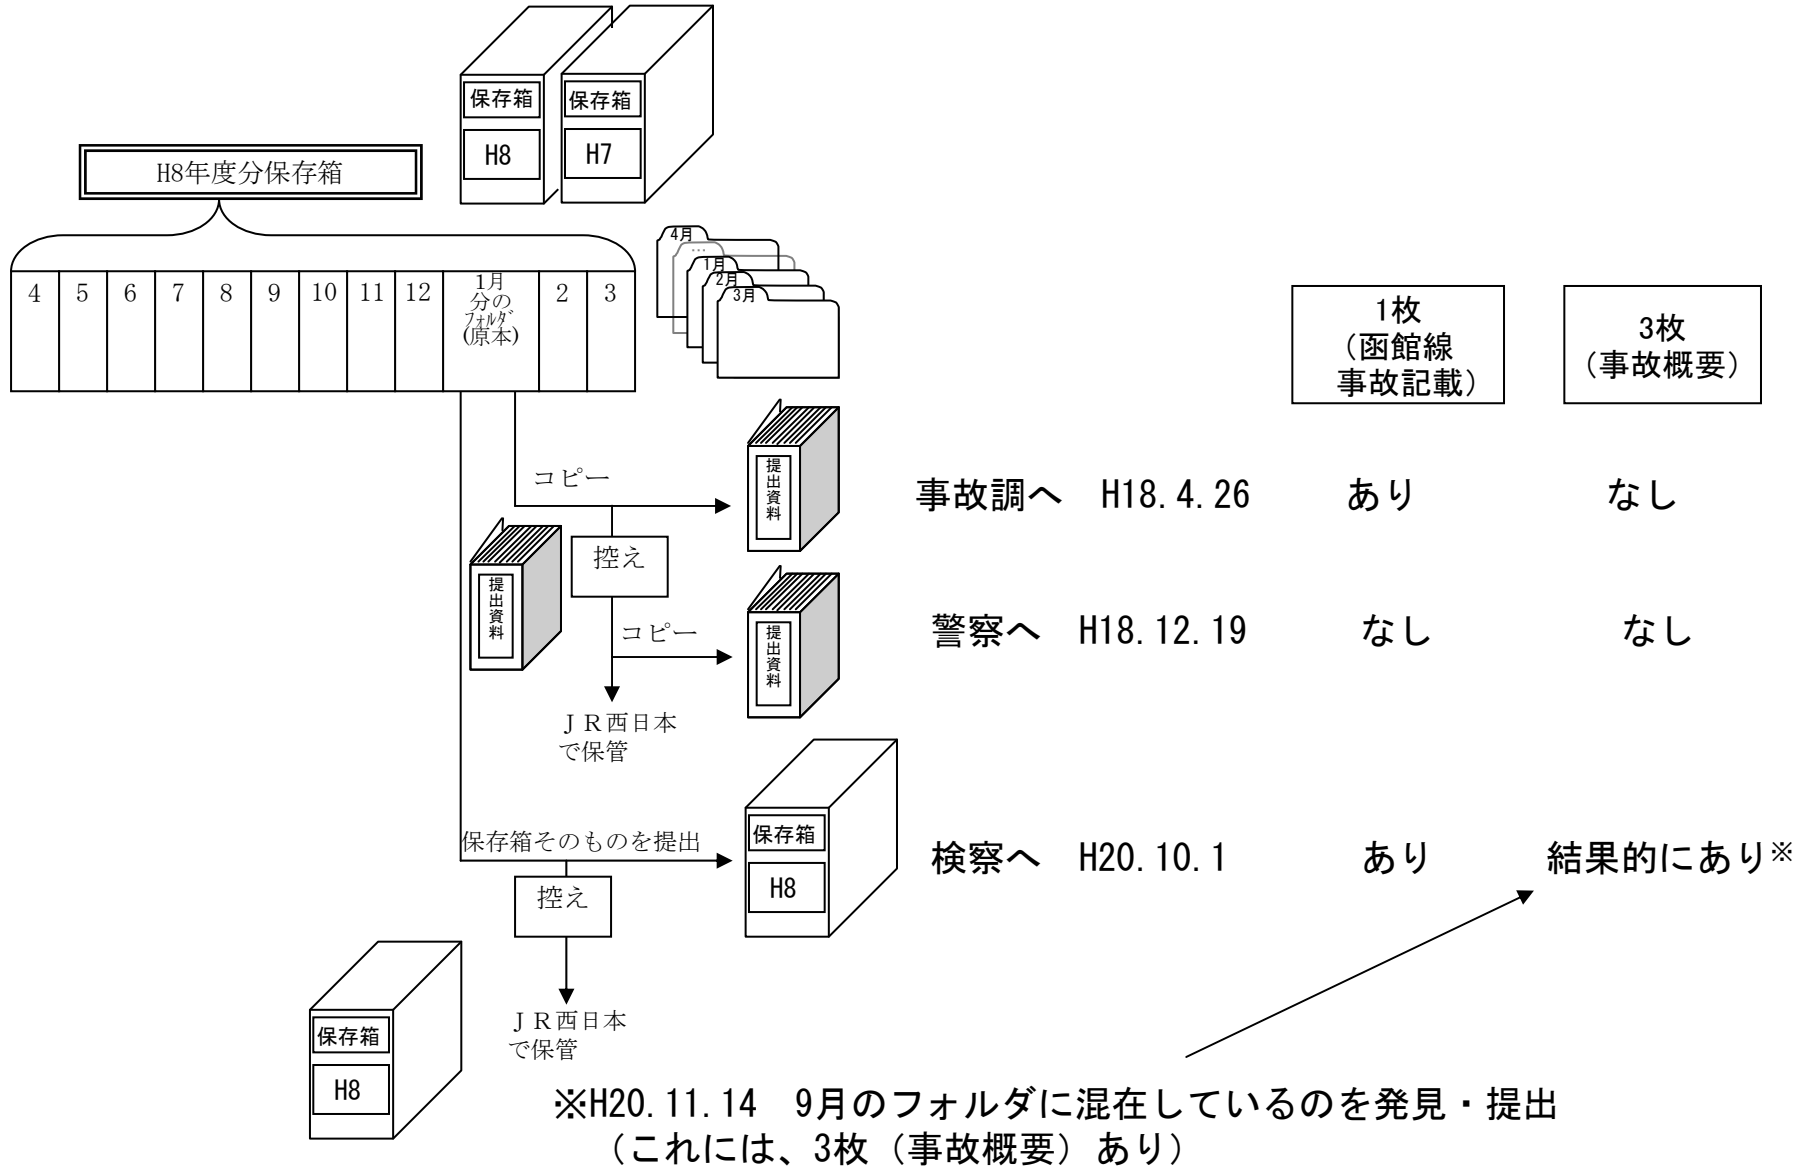 保存箱
H8
保存箱
H7
H8年度分保存箱
4月
…
1月
2月
3月
4
5
6
7
8
9
10
11
12
1月
分の
フォルダ
(原本)
2
3
1枚
(函館線
事故記載)
3枚
(事故概要)
コピー
提出資料
事故調へ H18.4.26 あり なし
控え
提出資料
コピー
提出資料
警察へ H18.12.19 なし なし
ＪＲ西日本
で保管
保存箱そのものを提出
保存箱
H8
検察へ H20.10.1 あり 結果的にあり※
控え
ＪＲ西日本
で保管
保存箱
H8
※H20.11.14 9月のフォルダに混在しているのを発見・提出
（これには、3枚（事故概要）あり）